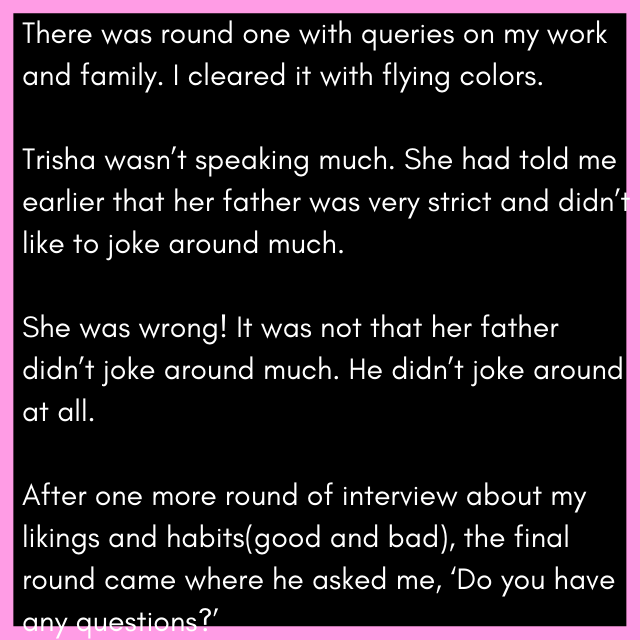 There was round one with queries on my work
and family. I cleared it with flying colors.
Trisha wasn't speaking much. She had told me
earlier that her father was very strict and didn't
like to joke around much.
She was wrong! It was not that her father
didn't joke around much. He didn't joke around
at all.
After one more round of interview about my
likings and habits(good and bad), the final
round came where he asked me, ‘Do you have
any questions?’